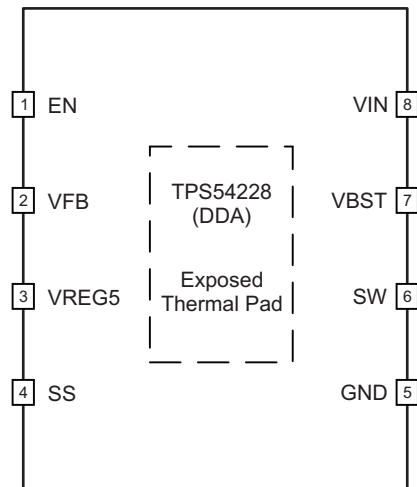 1 EN
VIN 8
2 VFB
TPS54228
(DDA)
VBST 7
3 VREG5
Exposed
Thermal Pad
SW 6
4 SS
GND 5